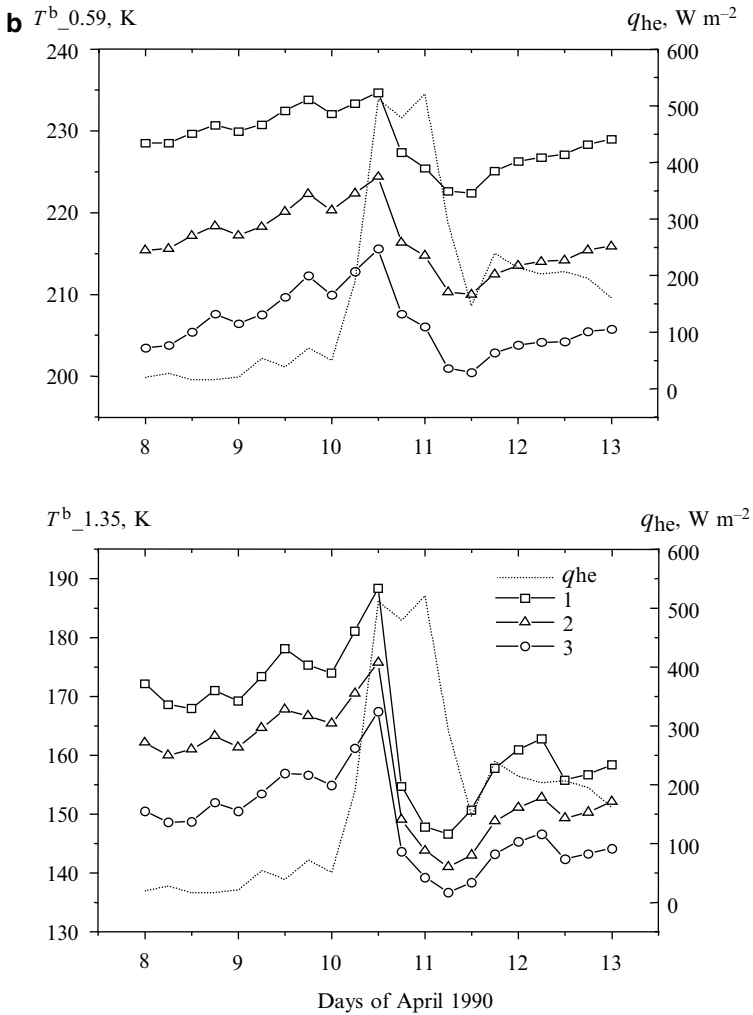 b T^b_0.59, K q_he, W m⁻²
240 600
500
230
400
220 300
200
210
100
200 0
8 9 10 11 12 13
T^b_1.35, K q_he, W m⁻²
600
190
q he
180 1 500
2
3
170 400
160 300
150 200
140 100
0
130
8 9 10 11 12 13
Days of April 1990